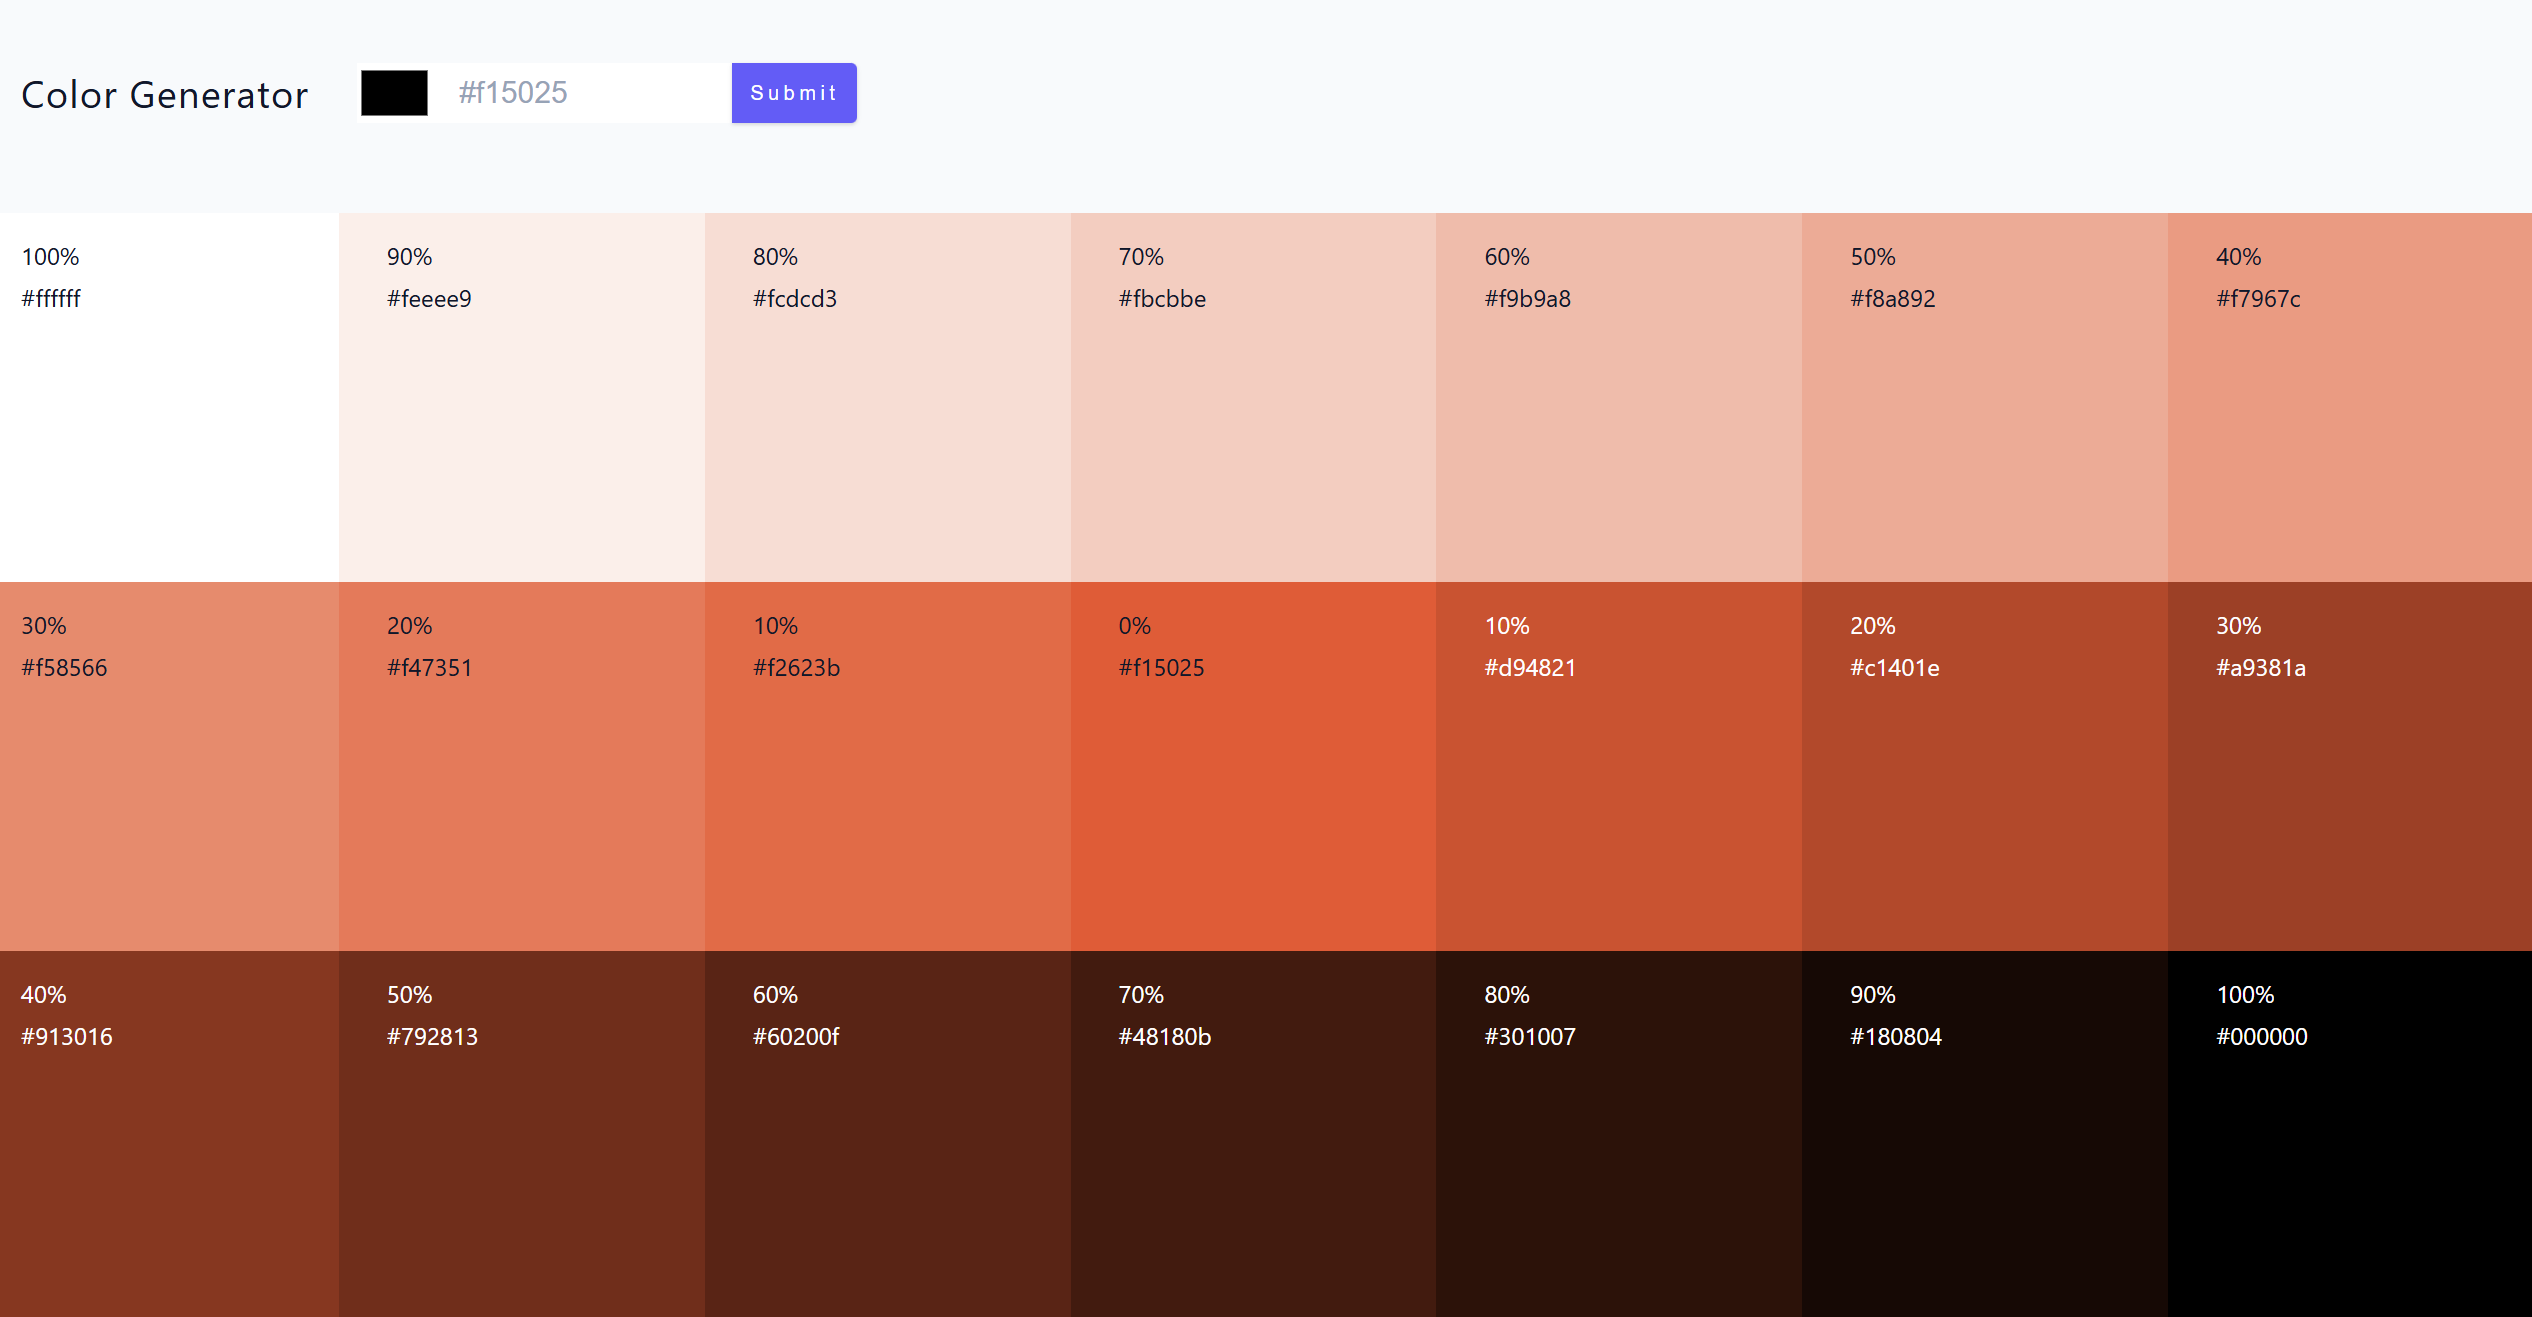 Color Generator
#f15025
Submit
100%
#ffffff
90%
#feeee9
80%
#fcdcd3
70%
#fbcbbe
60%
#f9b9a8
50%
#f8a892
40%
#f7967c
30%
#f58566
20%
#f47351
10%
#f2623b
0%
#f15025
10%
#d94821
20%
#c1401e
30%
#a9381a
40%
#913016
50%
#792813
60%
#60200f
70%
#48180b
80%
#301007
90%
#180804
100%
#000000